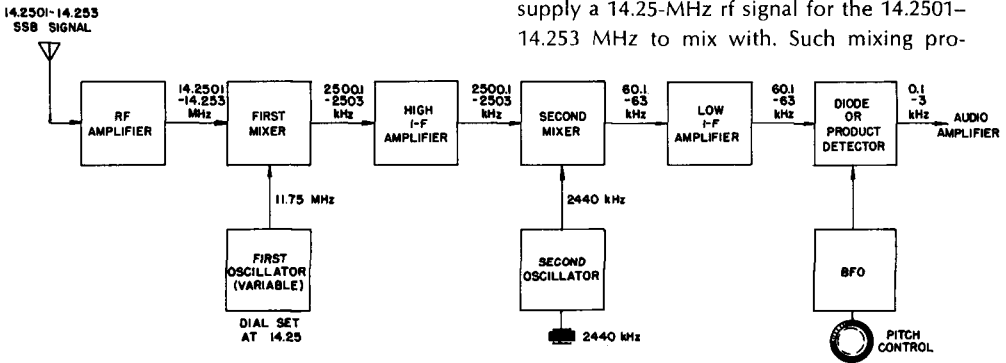 supply a 14.25-MHz rf signal for the 14.2501–
14.253 MHz to mix with. Such mixing pro-
14.2501-14.253
SSB SIGNAL
RF
AMPLIFIER
14.2501
-14.253
MHz
FIRST
MIXER
2500.1
-2503
kHz
HIGH
I-F
AMPLIFIER
2500.1
-2503
kHz
SECOND
MIXER
60.1
-63
kHz
LOW
I-F
AMPLIFIER
60.1
-63
kHz
DIODE
OR
PRODUCT
DETECTOR
0.1
-3
kHz
AUDIO
AMPLIFIER
11.75 MHz
2440 kHz
FIRST
OSCILLATOR
(VARIABLE)
SECOND
OSCILLATOR
BFO
DIAL SET
AT 14.25
2440 kHz
PITCH
CONTROL